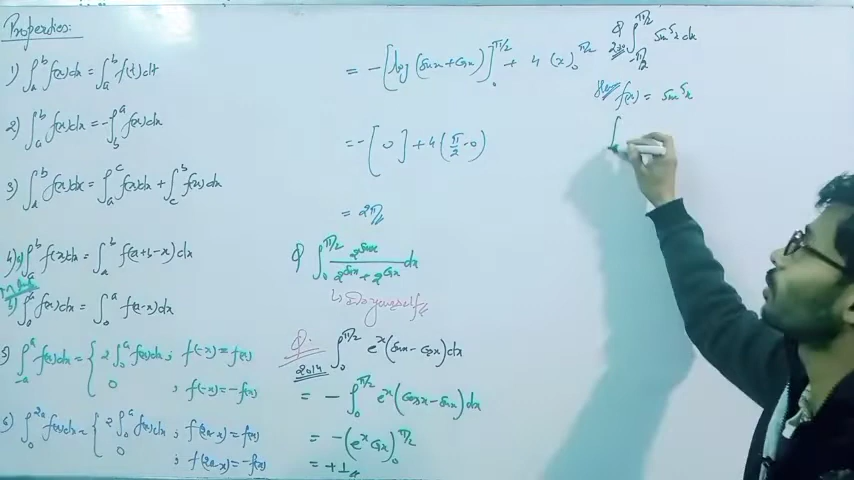 Properties:
1) ∫_a^b f(x)dx = ∫_a^b f(t)dt
2) ∫_a^b f(x)dx = -∫_b^a f(x)dx
3) ∫_a^b f(x)dx = ∫_a^c f(x)dx + ∫_c^b f(x)dx
4) a) ∫_a^b f(x)dx = ∫_a^b f(a+b-x)dx
b) ∫_0^a f(x)dx = ∫_0^a f(a-x)dx
5) ∫_{-a}^a f(x)dx = { 2∫_0^a f(x)dx ; f(-x) = f(x)
0 ; f(-x) = -f(x)
6) ∫_0^{2a} f(x)dx = { 2∫_0^a f(x)dx ; f(2a-x) = f(x)
0 ; f(2a-x) = -f(x)
= -[log(sinx+cosx)]_0^{π/2} + 4 (x)_0^{π/2}
= -[0] + 4(π/2 - 0)
= 2π
Q ∫_0^{π/2} 2^{sinx}/(2^{sinx} + 2^{cosx}) dx
↳ Do yourself
Q. ∫_0^{π/2} e^x (sinx - cosx)dx
2014
= - ∫_0^{π/2} e^x (cosx - sinx)dx
= -(e^x cosx)_0^{π/2}
= +1
Q ∫_{-π/2}^{π/2} sin^5x dx
Here f(x) = sin^5x
∫